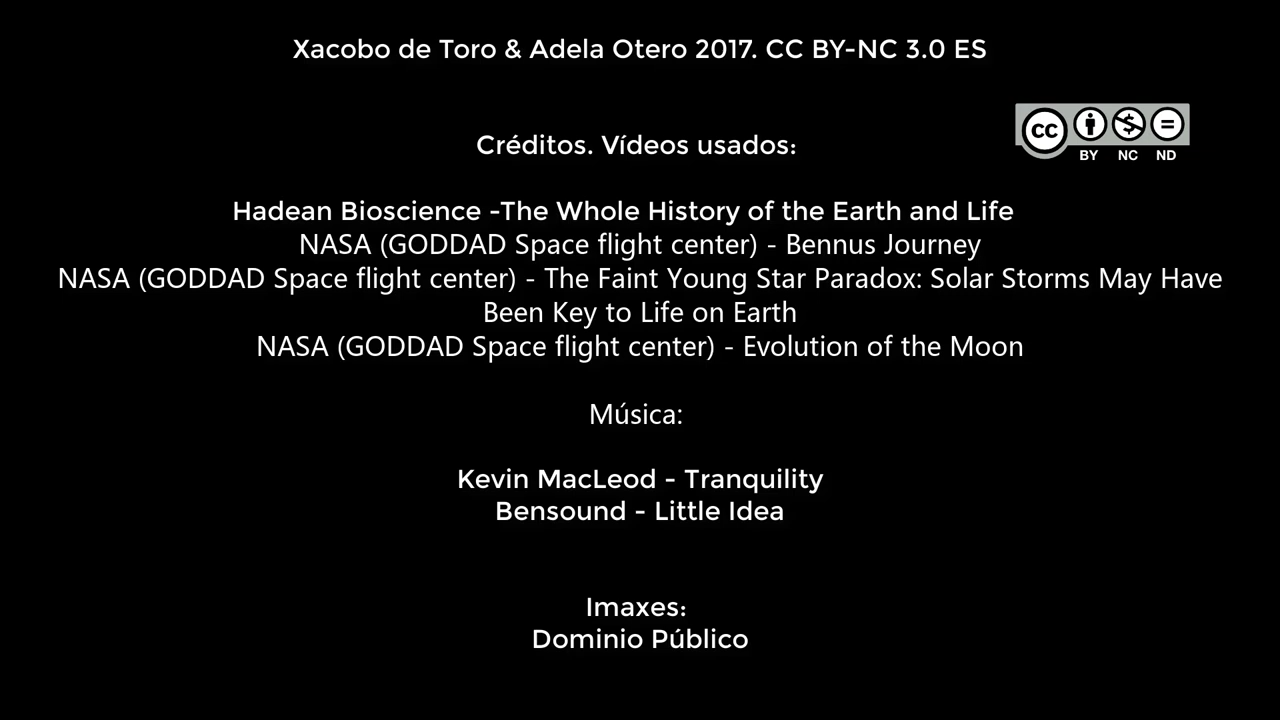 Xacobo de Toro & Adela Otero 2017. CC BY-NC 3.0 ES
Créditos. Vídeos usados:
cc
BY NC ND
Hadean Bioscience -The Whole History of the Earth and Life
NASA (GODDAD Space flight center) - Bennus Journey
NASA (GODDAD Space flight center) - The Faint Young Star Paradox: Solar Storms May Have
Been Key to Life on Earth
NASA (GODDAD Space flight center) - Evolution of the Moon
Música:
Kevin MacLeod - Tranquility
Bensound - Little Idea
Imaxes:
Dominio Público